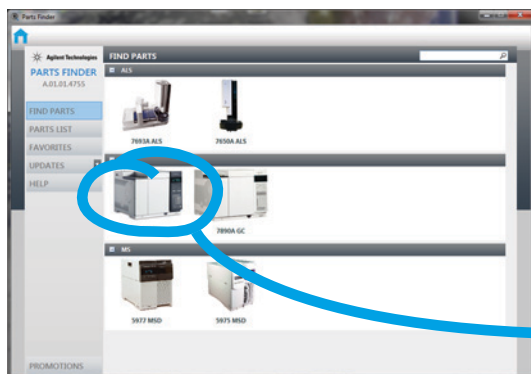 Parts Finder
Agilent Technologies
PARTS FINDER
A.01.01.4755
FIND PARTS
PARTS LIST
FAVORITES
UPDATES
HELP
PROMOTIONS
FIND PARTS
ALS
7693A ALS
7650A ALS
7890A GC
MS
5977 MSD
5975 MSD